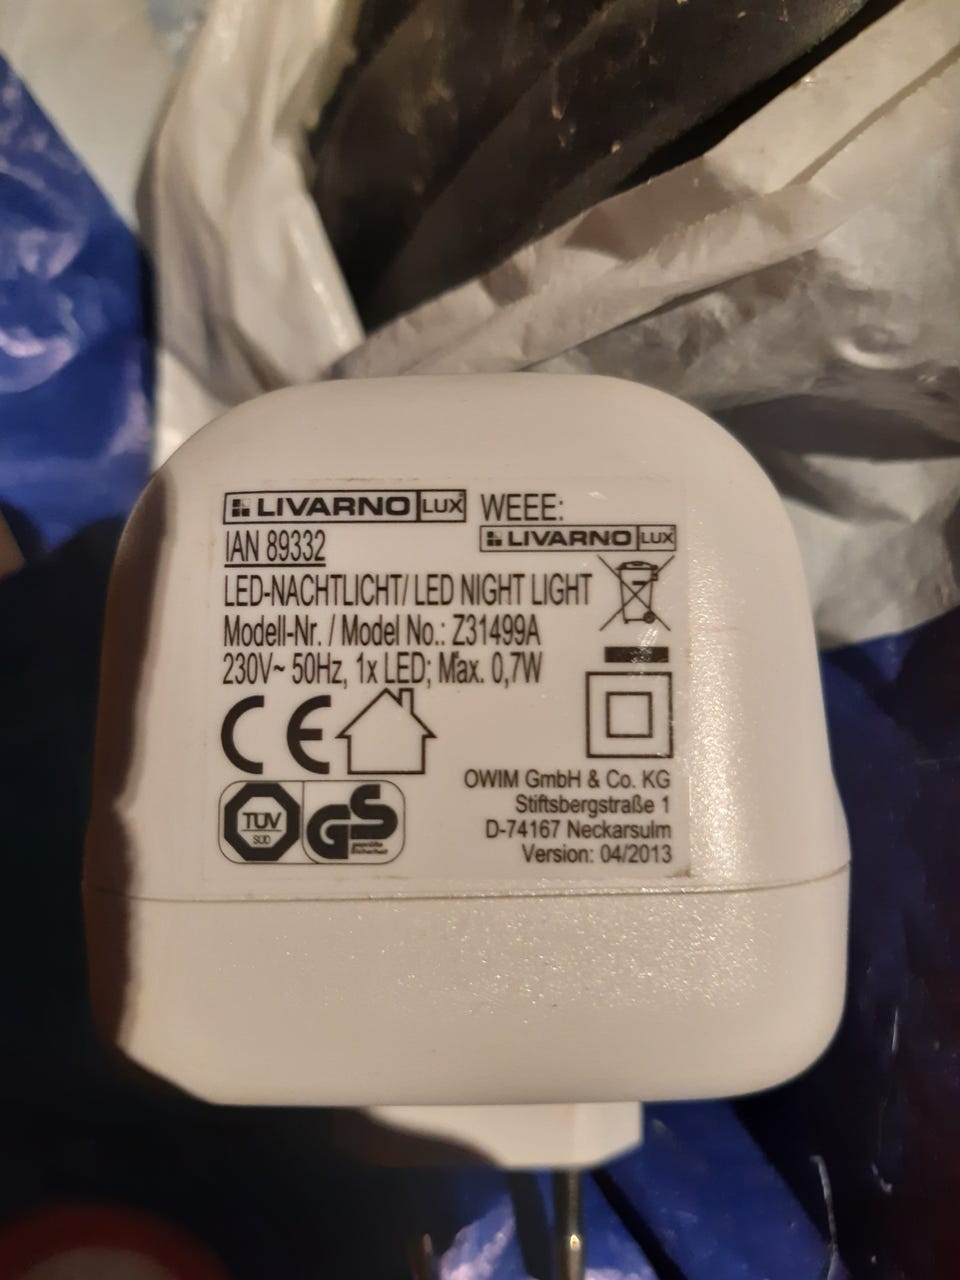 LIVARNO LUX
WEEE:
LIVARNO LUX
IAN 89332
LED-NACHTLICHT/ LED NIGHT LIGHT
Modell-Nr. / Model No.: Z31499A
230V~ 50Hz, 1x LED; Max. 0,7W
CE
TÜV
SÜD
GS
geprüfte
Sicherheit
OWIM GmbH & Co. KG
Stiftsbergstraße 1
D-74167 Neckarsulm
Version: 04/2013